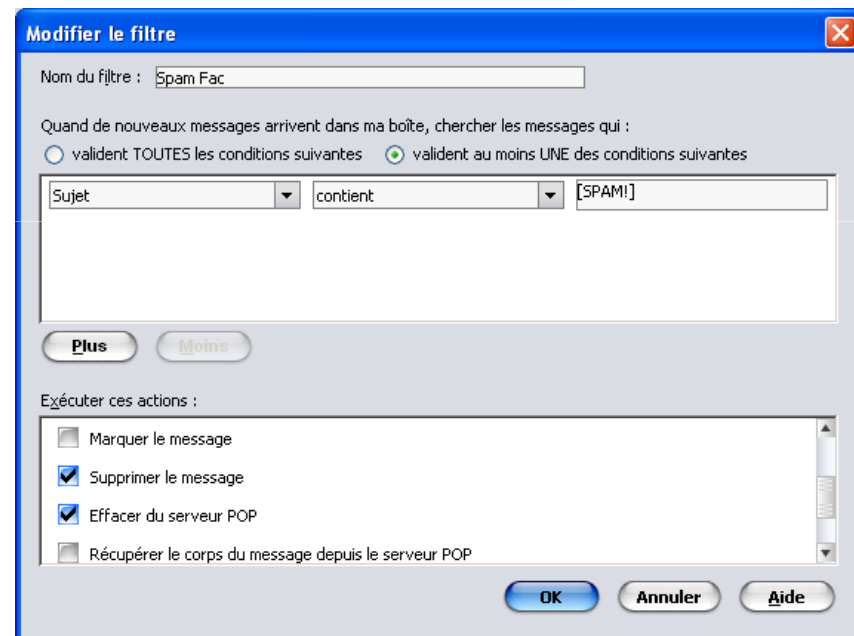 Modifier le filtre
Nom du filtre : Spam Fac
Quand de nouveaux messages arrivent dans ma boîte, chercher les messages qui :
valident TOUTES les conditions suivantes valident au moins UNE des conditions suivantes
Sujet contient [SPAM!]
Plus Moins
Exécuter ces actions :
Marquer le message
Supprimer le message
Effacer du serveur POP
Récupérer le corps du message depuis le serveur POP
OK Annuler Aide